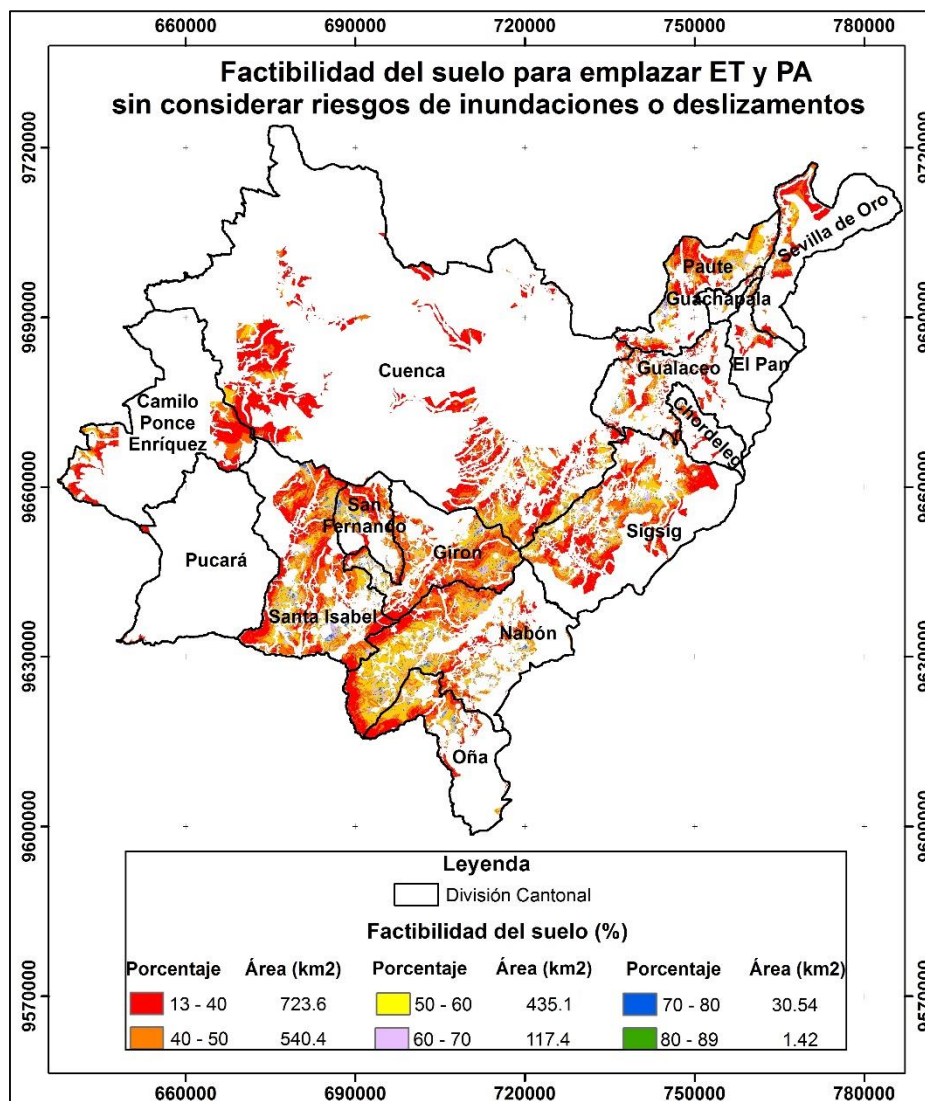 660000 690000 720000 750000 780000
Factibilidad del suelo para emplazar ET y PA
sin considerar riesgos de inundaciones o deslizamentos
9720000 9720000
Sevilla de Oro
Paute
Guachapala
9690000 9690000
Gualaceo
El Pan
Cuenca
Camilo
Ponce
Enríquez
Chordeleg
9660000 9660000
San
Fernando
Sigsig
Giron
Pucará
Santa Isabel
Nabón
9630000 9630000
Oña
9600000 9600000
Leyenda
División Cantonal
Factibilidad del suelo (%)
Porcentaje Área (km2) Porcentaje Área (km2) Porcentaje Área (km2)
13 - 40 723.6 50 - 60 435.1 70 - 80 30.54
40 - 50 540.4 60 - 70 117.4 80 - 89 1.42
9570000 9570000
660000 690000 720000 750000 780000